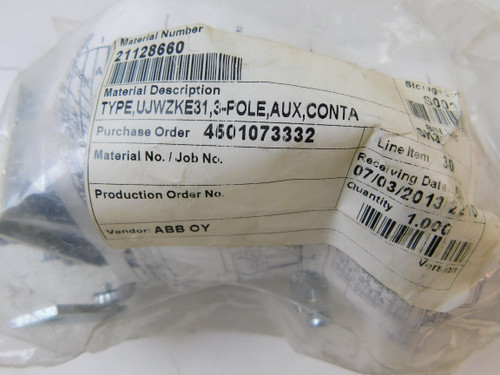 Material Number
21128660
Material Description
TYPE,UJWZKE31,3-FOLE,AUX,CONTA
Purchase Order 4501073332
Material No. / Job No.
Production Order No.
Vendor: ABB OY
Line Item 30
Receiving Date
07/03/2013
Quantity 1.000